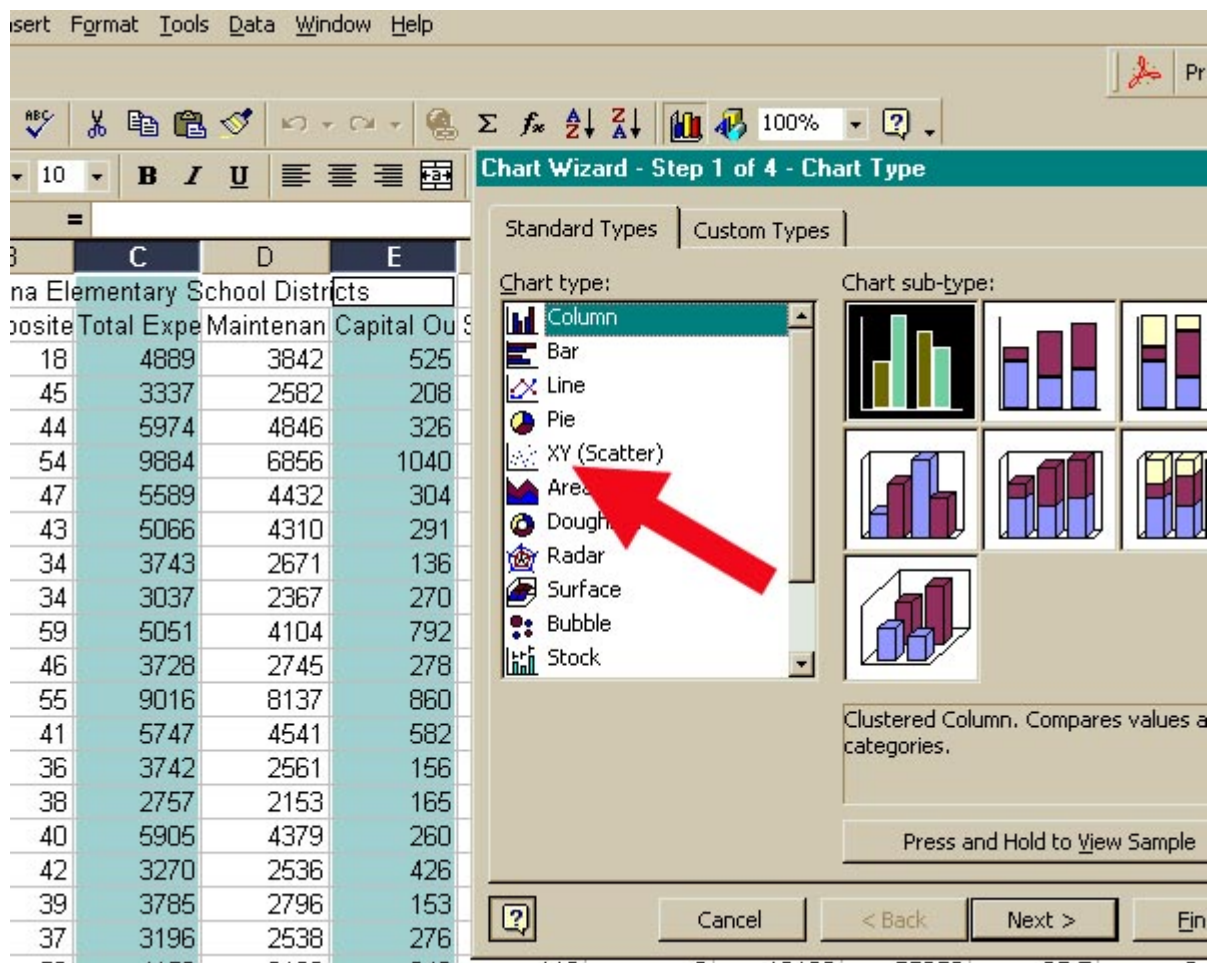 Format Tools Data Window Help
ABC Σ fx A Z Z A 100% ?
10 B I U a
=
Chart Wizard - Step 1 of 4 - Chart Type
Standard Types Custom Types
C D E
Elementary School Districts
Total Expe Maintenan Capital Ou
18 4889 3842 525
45 3337 2582 208
44 5974 4846 326
54 9884 6856 1040
47 5589 4432 304
43 5066 4310 291
34 3743 2671 136
34 3037 2367 270
59 5051 4104 792
46 3728 2745 278
55 9016 8137 860
41 5747 4541 582
36 3742 2561 156
38 2757 2153 165
40 5905 4379 260
42 3270 2536 426
39 3785 2796 153
37 3196 2538 276
Chart type:
Column
Bar
Line
Pie
XY (Scatter)
Area
Dough
Radar
Surface
Bubble
Stock
Chart sub-type:
Clustered Column. Compares values a
categories.
Press and Hold to View Sample
? Cancel < Back Next > Fin